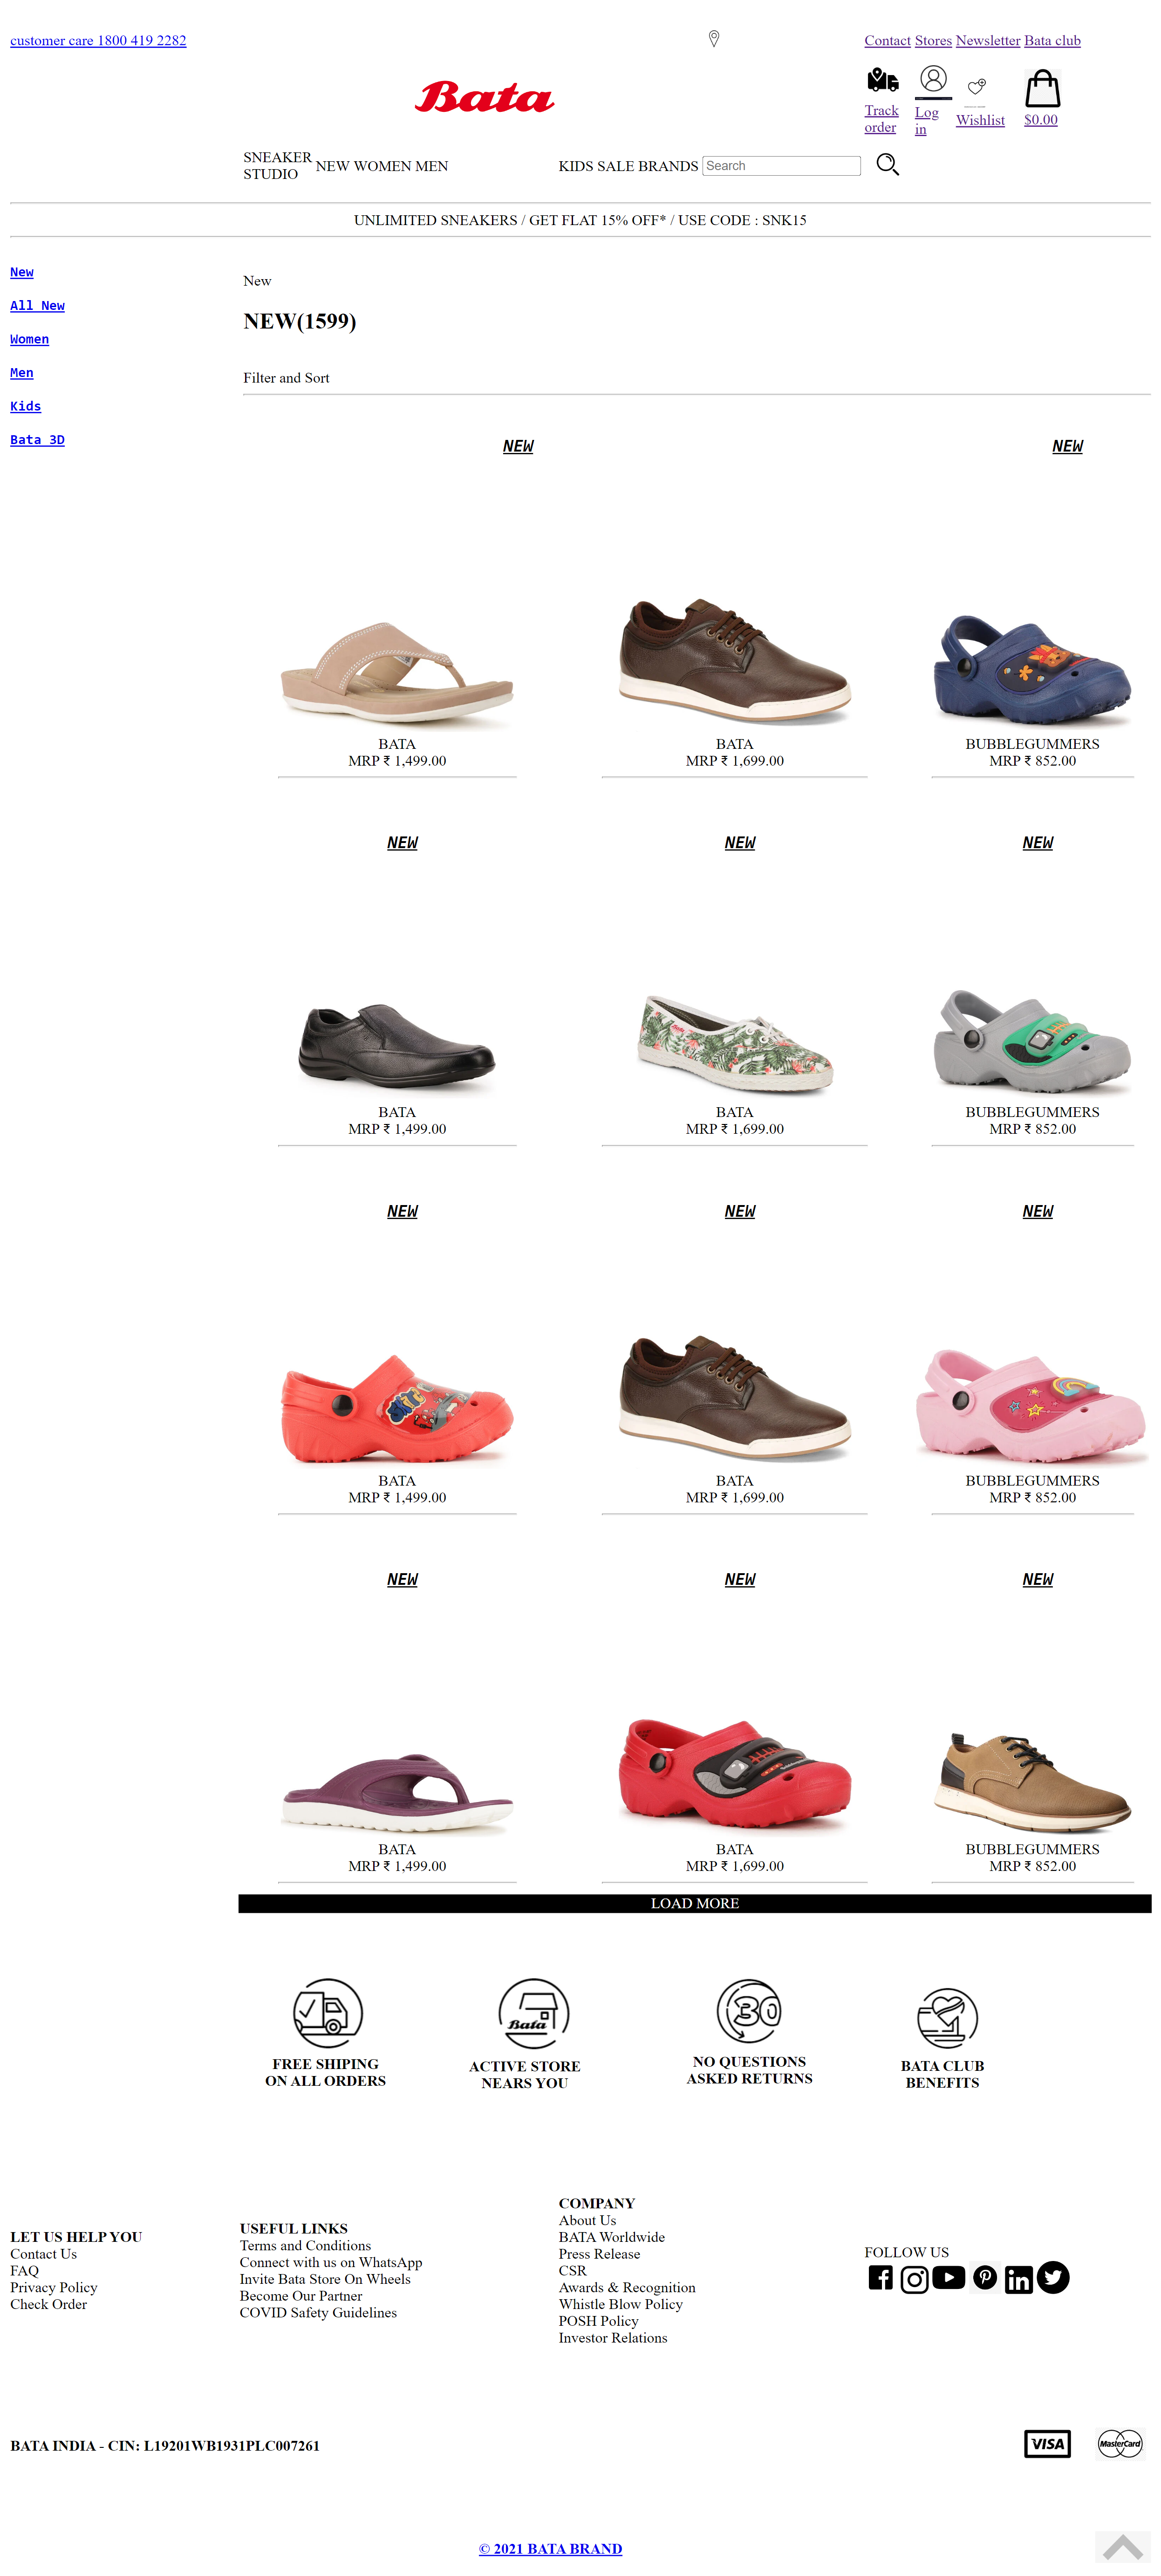 customer care 1800 419 2282
Contact Stores Newsletter Bata club
Bata
Track order
Log in
Wishlist
$0.00
SNEAKER STUDIO NEW WOMEN MEN KIDS SALE BRANDS Search
UNLIMITED SNEAKERS / GET FLAT 15% OFF* / USE CODE : SNK15
New
All New
Women
Men
Kids
Bata 3D
New
NEW(1599)
Filter and Sort
NEW NEW
BATA
MRP ₹ 1,499.00
BATA
MRP ₹ 1,699.00
BUBBLEGUMMERS
MRP ₹ 852.00
NEW NEW NEW
BATA
MRP ₹ 1,499.00
BATA
MRP ₹ 1,699.00
BUBBLEGUMMERS
MRP ₹ 852.00
NEW NEW NEW
BATA
MRP ₹ 1,499.00
BATA
MRP ₹ 1,699.00
BUBBLEGUMMERS
MRP ₹ 852.00
NEW NEW NEW
BATA
MRP ₹ 1,499.00
BATA
MRP ₹ 1,699.00
BUBBLEGUMMERS
MRP ₹ 852.00
LOAD MORE
Bata
30
FREE SHIPING
ON ALL ORDERS
ACTIVE STORE
NEARS YOU
NO QUESTIONS
ASKED RETURNS
BATA CLUB
BENEFITS
LET US HELP YOU
Contact Us
FAQ
Privacy Policy
Check Order
USEFUL LINKS
Terms and Conditions
Connect with us on WhatsApp
Invite Bata Store On Wheels
Become Our Partner
COVID Safety Guidelines
COMPANY
About Us
BATA Worldwide
Press Release
CSR
Awards & Recognition
Whistle Blow Policy
POSH Policy
Investor Relations
FOLLOW US
BATA INDIA - CIN: L19201WB1931PLC007261
VISA
MasterCard
© 2021 BATA BRAND